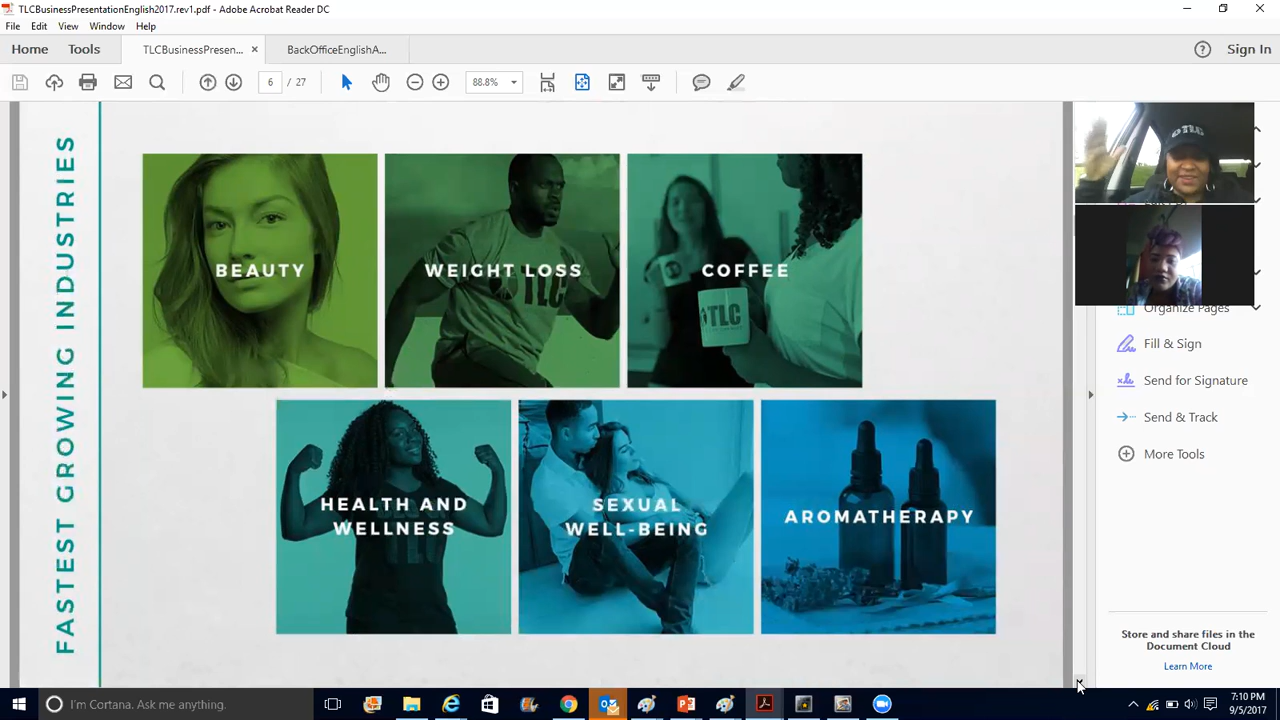 TLCBusinessPresentationEnglish2017.rev1.pdf - Adobe Acrobat Reader DC
File Edit View Window Help
Home Tools TLCBusinessPresen... × BackOfficeEnglishA... ? Sign In
6 / 27 88.8%
FASTEST GROWING INDUSTRIES
BEAUTY
WEIGHT LOSS
TLC
COFFEE
TLC
HEALTH AND
WELLNESS
SEXUAL
WELL-BEING
AROMATHERAPY
TLC
Organize Pages
Fill & Sign
Send for Signature
Send & Track
More Tools
Store and share files in the
Document Cloud
Learn More
I'm Cortana. Ask me anything.
7:10 PM
9/5/2017